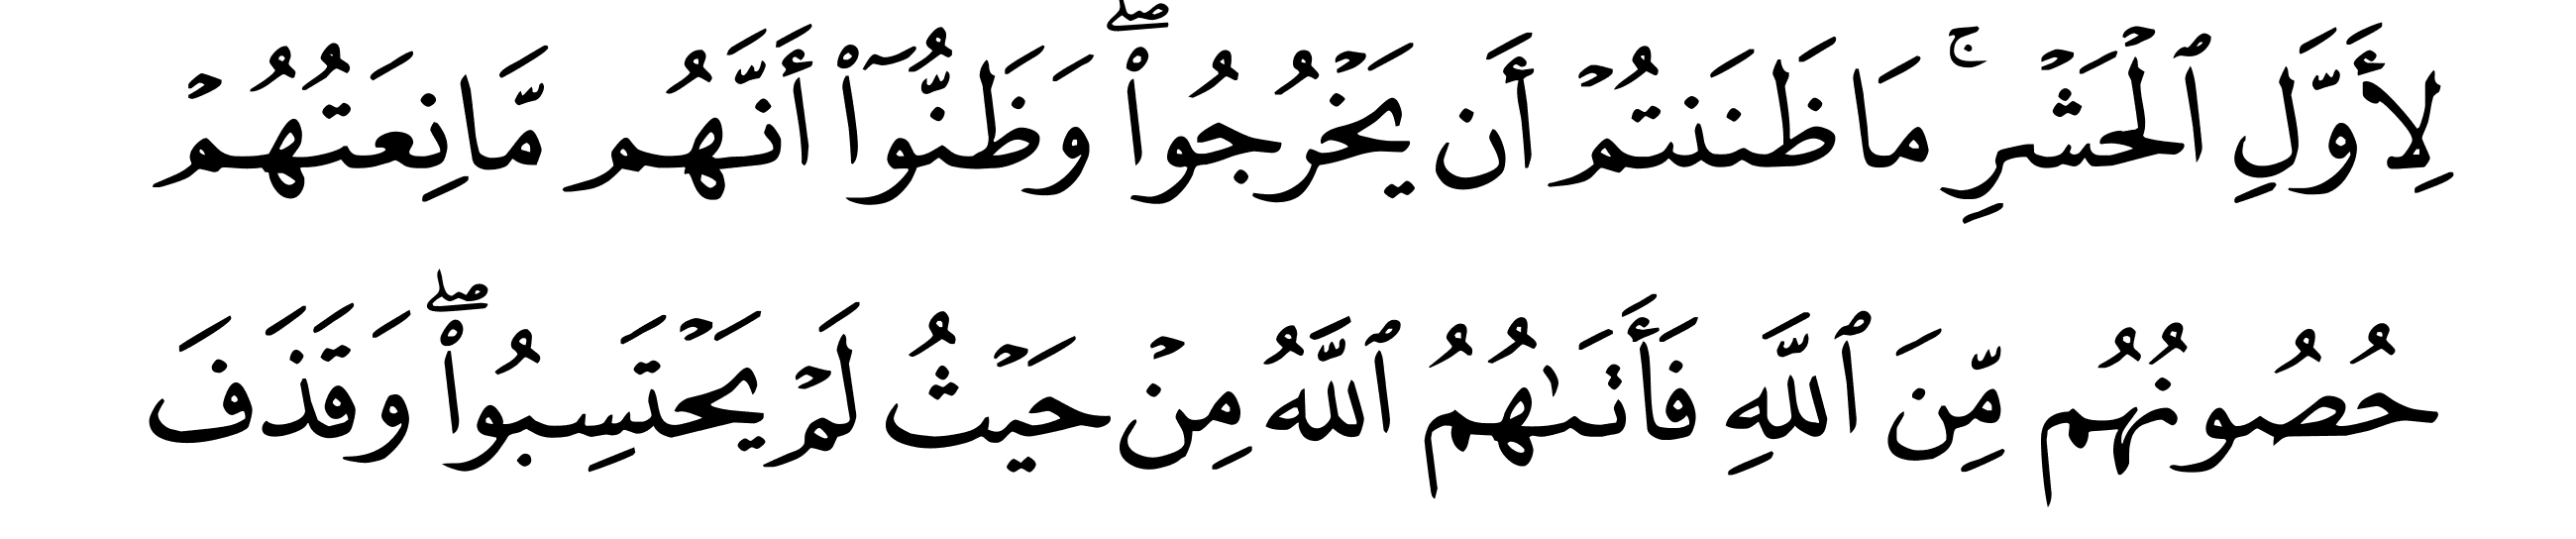 لِأَوَّلِ ٱلْحَشْرِ ۚ مَا ظَنَنتُمْ أَن يَخْرُجُوا۟ ۖ وَظَنُّوٓا۟ أَنَّهُم مَّانِعَتُهُمْ
حُصُونُهُم مِّنَ ٱللَّهِ فَأَتَىٰهُمُ ٱللَّهُ مِنْ حَيْثُ لَمْ يَحْتَسِبُوا۟ ۖ وَقَذَفَ